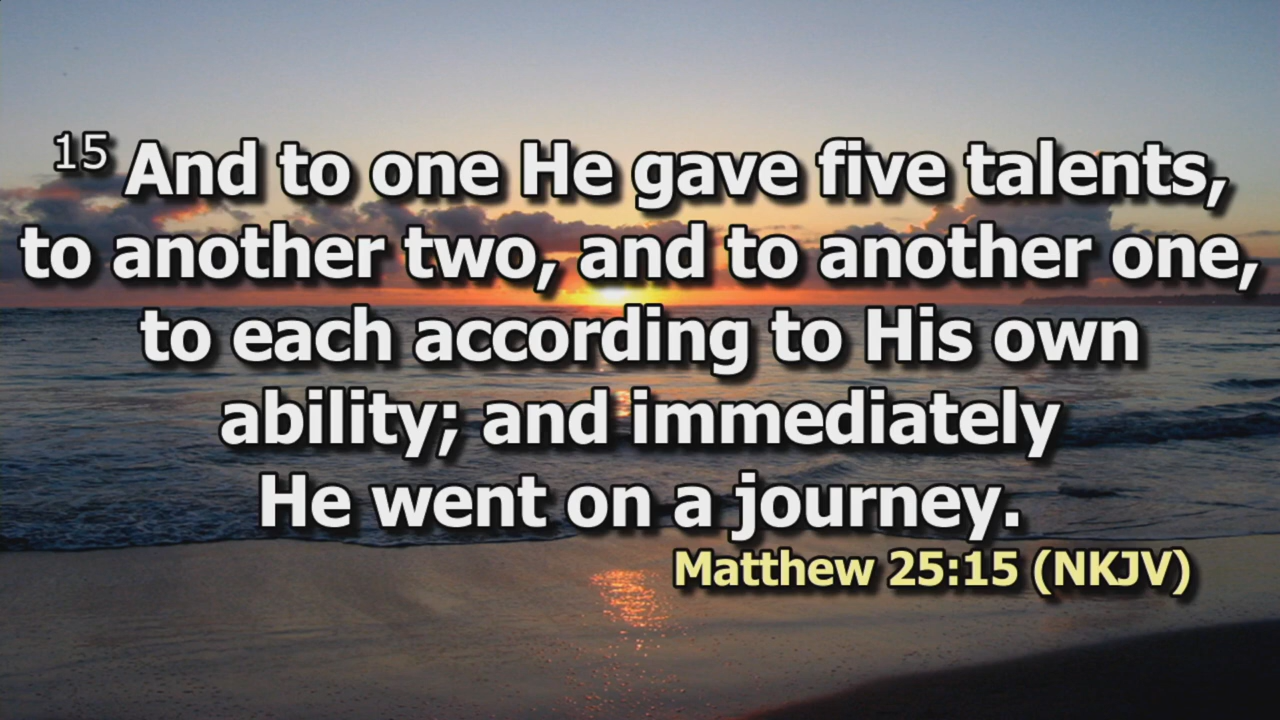 15 And to one He gave five talents,
to another two, and to another one,
to each according to His own
ability; and immediately
He went on a journey.
Matthew 25:15 (NKJV)